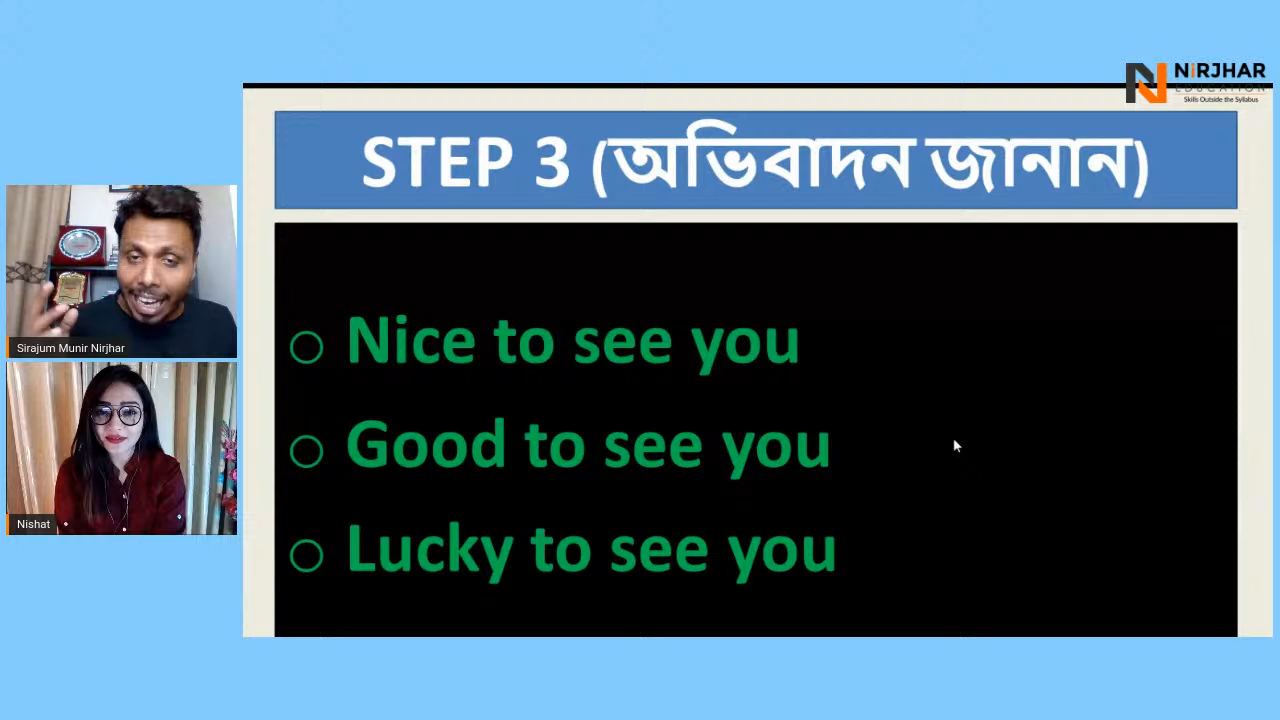 NiRJHAR
EDUCATION
Skills Outside the Syllabus
STEP 3 (অভিবাদন জানান)
Nice to see you
Good to see you
Lucky to see you
Sirajum Munir Nirjhar
Nishat